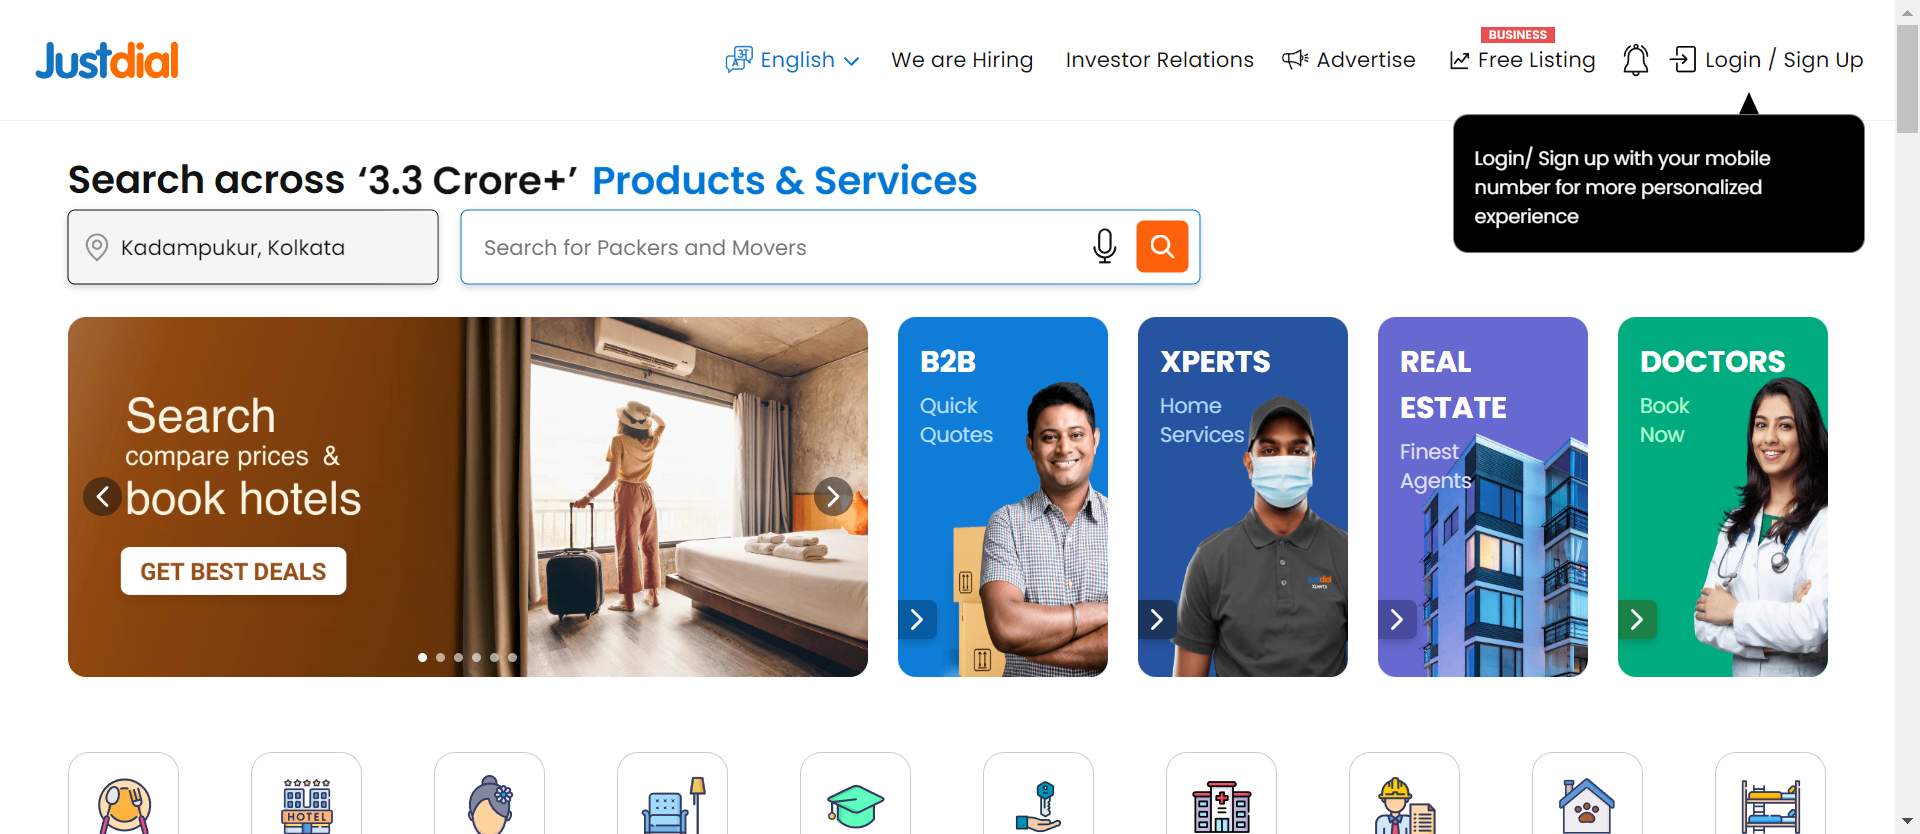 Justdial
English
We are Hiring
Investor Relations
Advertise
BUSINESS
Free Listing
Login / Sign Up
Login/ Sign up with your mobile
number for more personalized
experience
Search across ‘3.3 Crore+’ Products & Services
Kadampukur, Kolkata
Search for Packers and Movers
Search
compare prices &
book hotels
GET BEST DEALS
B2B
Quick
Quotes
XPERTS
Home
Services
Justdial
Xperts
REAL
ESTATE
Finest
Agents
DOCTORS
Book
Now
HOTEL